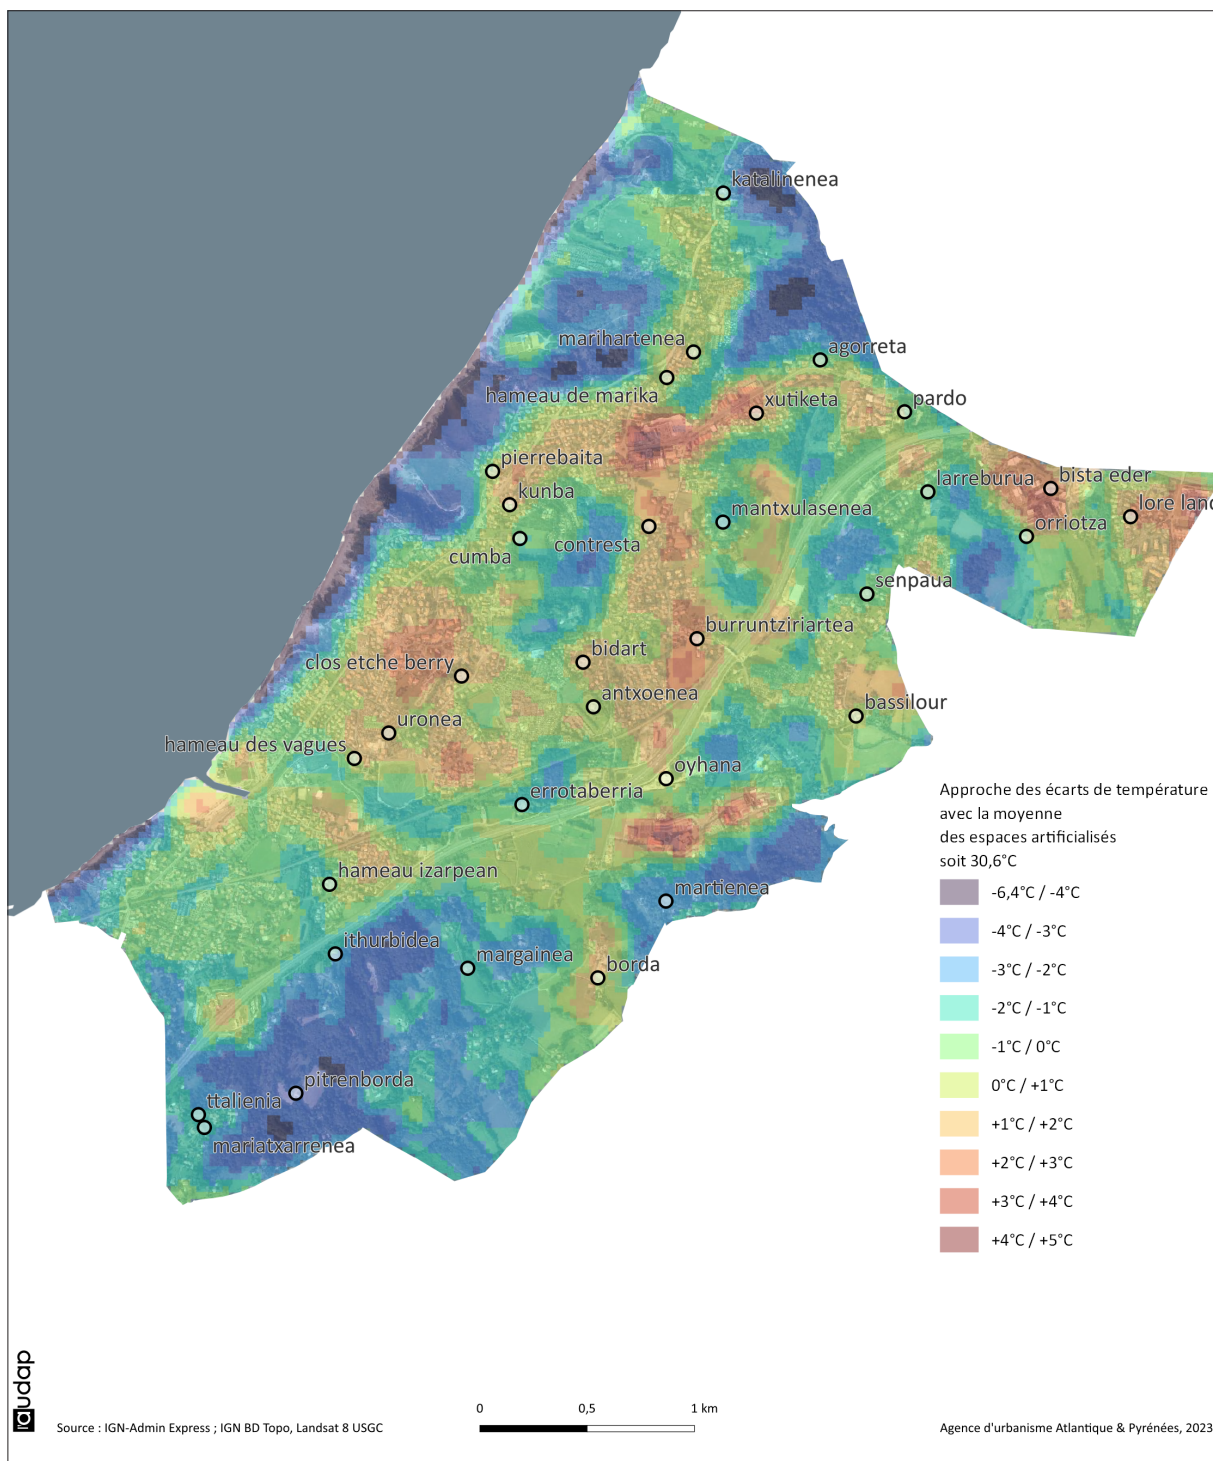 katalinenea
marihartenea
agorreta
hameau de marika
xutiketa
pardo
pierrebaita
kunba
larreburua
bista eder
lore land
mantxulasenea
orriotza
contresta
cumba
senpaua
burruntziriartea
bidart
clos etche berry
antxoenea
bassilour
uronea
hameau des vagues
oyhana
errotaberria
hameau izarpean
martienea
ithurbidea
margainea
borda
pitrenborda
ttalienia
mariatxarrenea
Approche des écarts de température
avec la moyenne
des espaces artificialisés
soit 30,6°C
-6,4°C / -4°C
-4°C / -3°C
-3°C / -2°C
-2°C / -1°C
-1°C / 0°C
0°C / +1°C
+1°C / +2°C
+2°C / +3°C
+3°C / +4°C
+4°C / +5°C
l'audap
Source : IGN-Admin Express ; IGN BD Topo, Landsat 8 USGC
0 0,5 1 km
Agence d'urbanisme Atlantique & Pyrénées, 2023